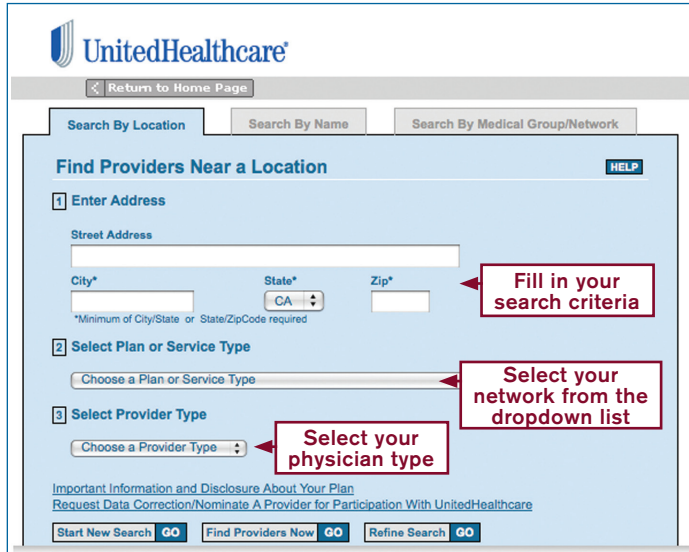 UnitedHealthcare®
Return to Home Page
Search By Location
Search By Name
Search By Medical Group/Network
Find Providers Near a Location
HELP
1 Enter Address
Street Address
City*
State*
Zip*
CA
*Minimum of City/State or State/ZipCode required
Fill in your
search criteria
2 Select Plan or Service Type
Choose a Plan or Service Type
Select your
network from the
dropdown list
3 Select Provider Type
Choose a Provider Type
Select your
physician type
Important Information and Disclosure About Your Plan
Request Data Correction/Nominate A Provider for Participation With UnitedHealthcare
Start New Search GO
Find Providers Now GO
Refine Search GO